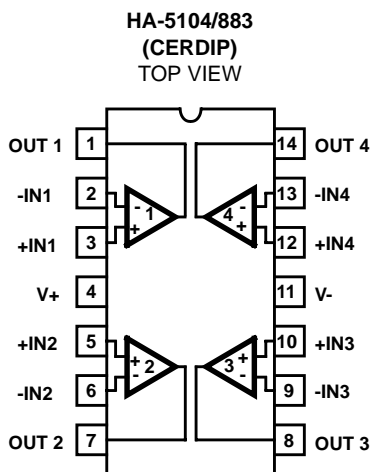 HA-5104/883
(CERDIP)
TOP VIEW
OUT 1 1 14 OUT 4
-IN1 2 - 1 4 - 13 -IN4
+IN1 3 + + 12 +IN4
V+ 4 11 V-
+IN2 5 + 2 3 + 10 +IN3
-IN2 6 - - 9 -IN3
OUT 2 7 8 OUT 3